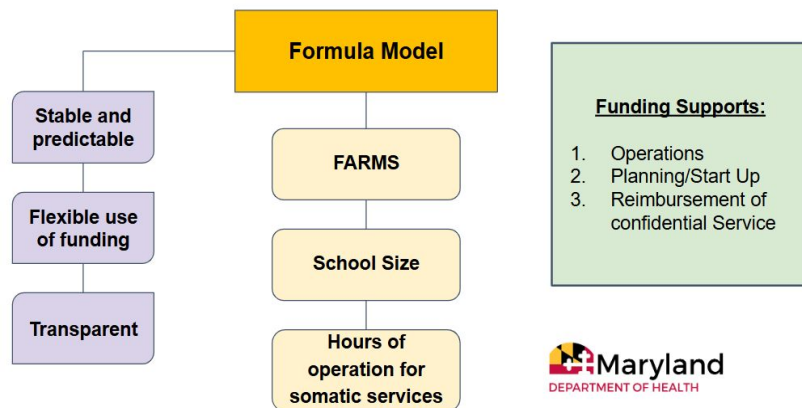 Formula Model
Stable and
predictable
Flexible use
of funding
Transparent
FARMS
School Size
Hours of
operation for
somatic services
Funding Supports:
1. Operations
2. Planning/Start Up
3. Reimbursement of
confidential Service
Maryland
DEPARTMENT OF HEALTH